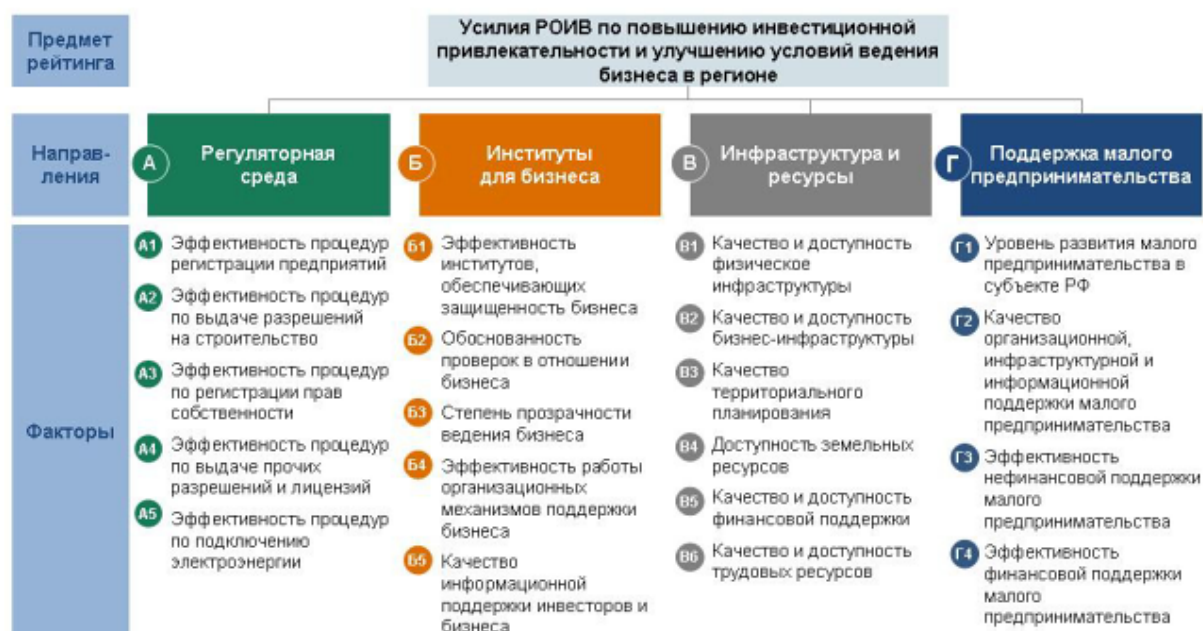 Предмет
рейтинга
Усилия РОИВ по повышению инвестиционной
привлекательности и улучшению условий ведения
бизнеса в регионе
Направ-
ления
А
Регуляторная
среда
Б
Институты
для бизнеса
В
Инфраструктура и
ресурсы
Г
Поддержка малого
предпринимательства
Факторы
А1
Эффективность процедур
регистрации предприятий
А2
Эффективность процедур
по выдаче разрешений
на строительство
А3
Эффективность процедур
по регистрации прав
собственности
А4
Эффективность процедур
по выдаче прочих
разрешений и лицензий
А5
Эффективность процедур
по подключению
электроэнергии
Б1
Эффективность
институтов,
обеспечивающих
защищенность бизнеса
Б2
Обоснованность
проверок в отношении
бизнеса
Б3
Степень прозрачности
ведения бизнеса
Б4
Эффективность работы
организационных
механизмов поддержки
бизнеса
Б5
Качество
информационной
поддержки инвесторов и
бизнеса
В1
Качество и доступность
физическое
инфраструктуры
В2
Качество и доступность
бизнес-инфраструктуры
В3
Качество
территориального
планирования
В4
Доступность земельных
ресурсов
В5
Качество и доступность
финансовой поддержки
В6
Качество и доступность
трудовых ресурсов
Г1
Уровень развития малого
предпринимательства в
субъекте РФ
Г2
Качество
организационной,
инфраструктурной и
информационной
поддержки малого
предпринимательства
Г3
Эффективность
нефинансовой поддержки
малого
предпринимательства
Г4
Эффективность
финансовой поддержки
малого
предпринимательства